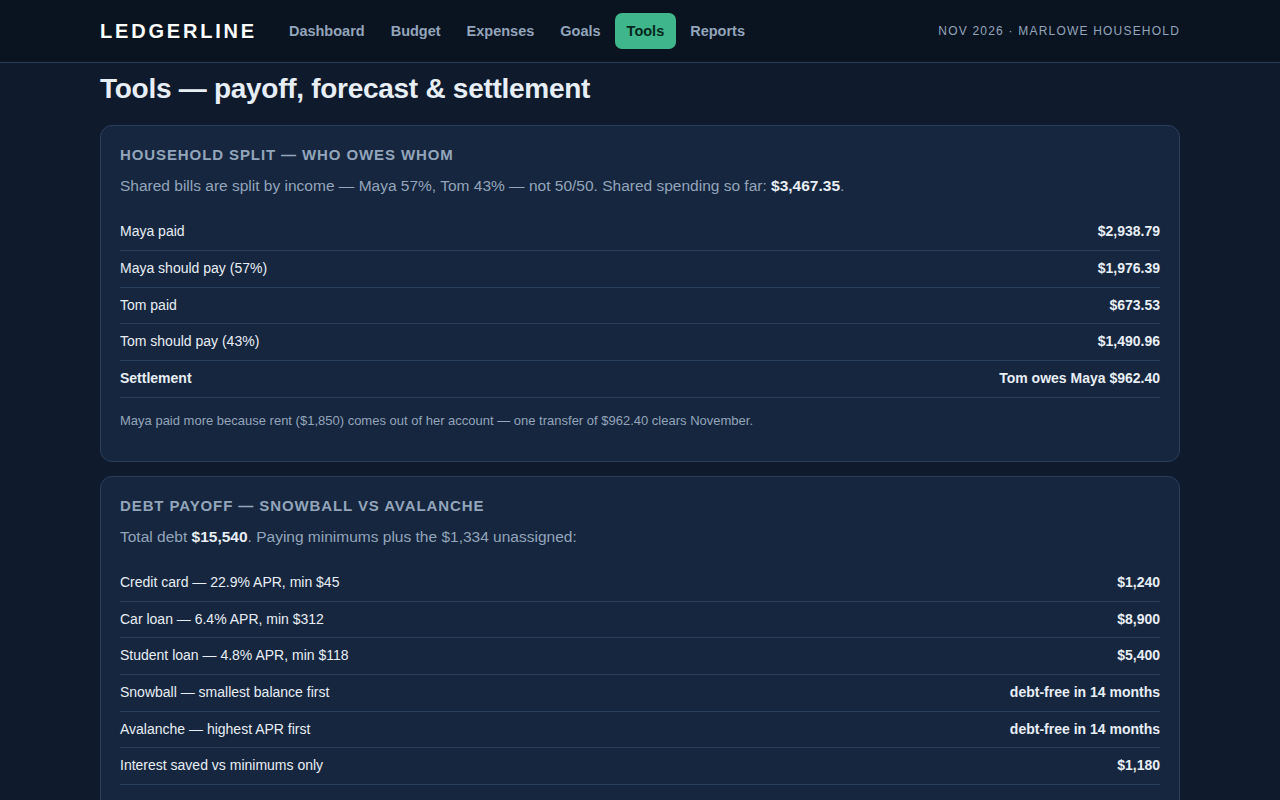 LEDGERLINE Dashboard Budget Expenses Goals Tools Reports NOV 2026 · MARLOWE HOUSEHOLD
Tools — payoff, forecast & settlement
HOUSEHOLD SPLIT — WHO OWES WHOM
Shared bills are split by income — Maya 57%, Tom 43% — not 50/50. Shared spending so far: $3,467.35.
Maya paid $2,938.79
Maya should pay (57%) $1,976.39
Tom paid $673.53
Tom should pay (43%) $1,490.96
Settlement Tom owes Maya $962.40
Maya paid more because rent ($1,850) comes out of her account — one transfer of $962.40 clears November.
DEBT PAYOFF — SNOWBALL VS AVALANCHE
Total debt $15,540. Paying minimums plus the $1,334 unassigned:
Credit card — 22.9% APR, min $45 $1,240
Car loan — 6.4% APR, min $312 $8,900
Student loan — 4.8% APR, min $118 $5,400
Snowball — smallest balance first debt-free in 14 months
Avalanche — highest APR first debt-free in 14 months
Interest saved vs minimums only $1,180